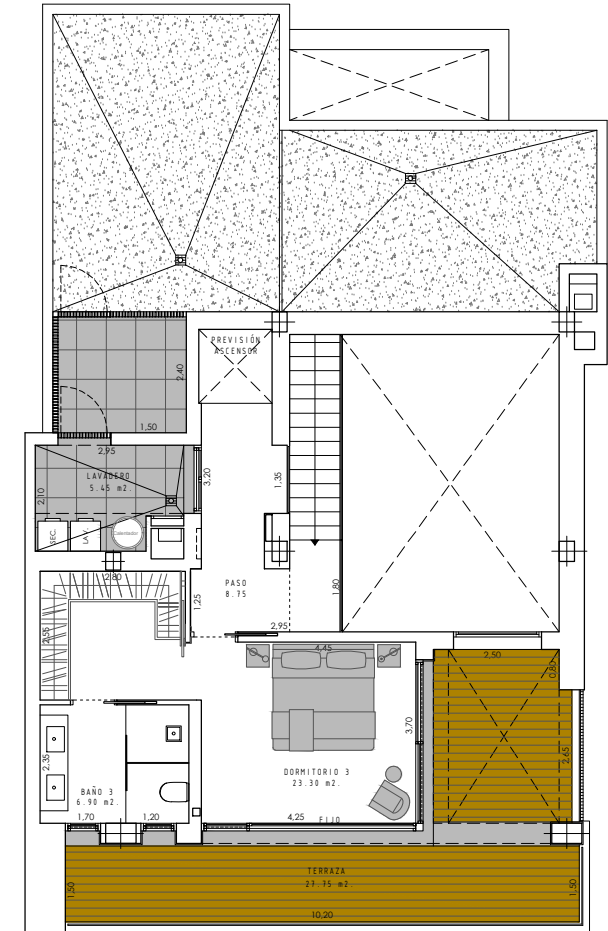 PREVISIÓN
ASCENSOR
2,40
1,50
2,95
LAVADERO
5.45 m2.
3,20
1,35
2,10
SEC.
LAV.
Calentador
2,80
PASO
8.75
1,25
1,80
2,95
2,55
4,45
2,50
0,80
3,70
2,65
2,35
DORMITORIO 3
23.30 m2.
BAÑO 3
6.90 m2.
1,70
1,20
4,25
FIJO
TERRAZA
27.75 m2.
1,50
1,50
10,20